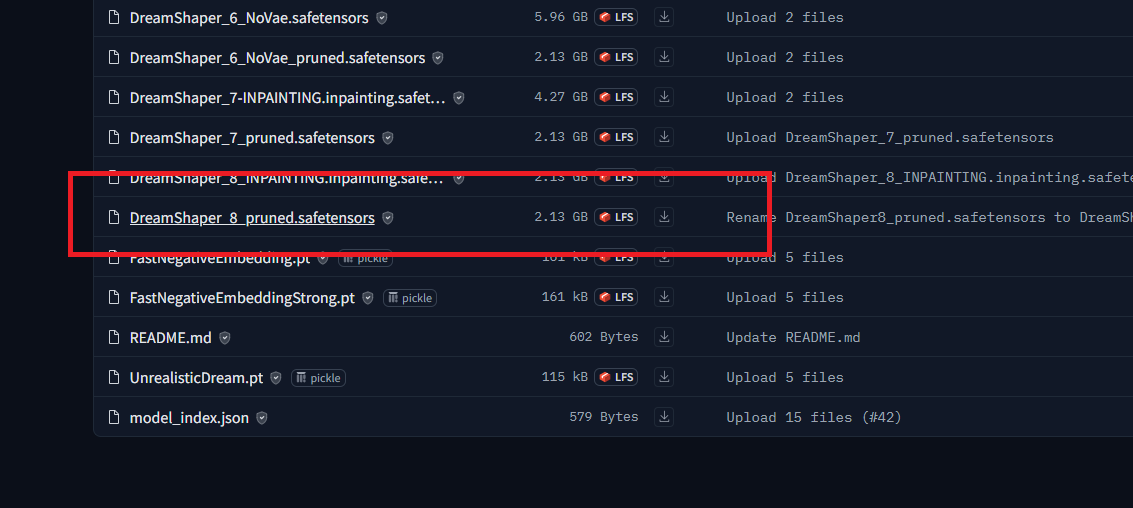 DreamShaper_6_NoVae.safetensors 5.96 GB LFS Upload 2 files
DreamShaper_6_NoVae_pruned.safetensors 2.13 GB LFS Upload 2 files
DreamShaper_7-INPAINTING.inpainting.safet... 4.27 GB LFS Upload 2 files
DreamShaper_7_pruned.safetensors 2.13 GB LFS Upload DreamShaper_7_pruned.safetensors
DreamShaper_8_INPAINTING.inpainting.safe... 2.13 GB LFS Upload DreamShaper_8_INPAINTING.inpainting.safete
DreamShaper_8_pruned.safetensors 2.13 GB LFS Rename DreamShaper8_pruned.safetensors to DreamSh
FastNegativeEmbedding.pt pickle 161 kB LFS Upload 5 files
FastNegativeEmbeddingStrong.pt pickle 161 kB LFS Upload 5 files
README.md 602 Bytes Update README.md
UnrealisticDream.pt pickle 115 kB LFS Upload 5 files
model_index.json 579 Bytes Upload 15 files (#42)